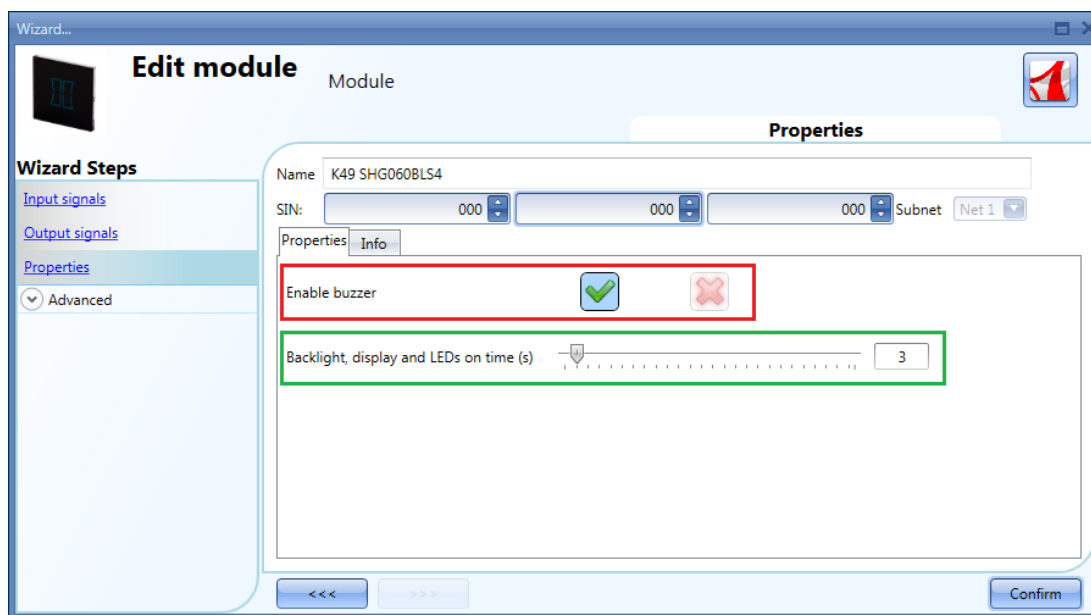 Wizard...
Edit module
Module
Properties
Wizard Steps
Input signals
Output signals
Properties
Advanced
Name K49 SHG060BLS4
SIN: 000 000 000 Subnet Net 1
Properties Info
Enable buzzer
Backlight, display and LEDs on time (s) 3
<<< >>> Confirm